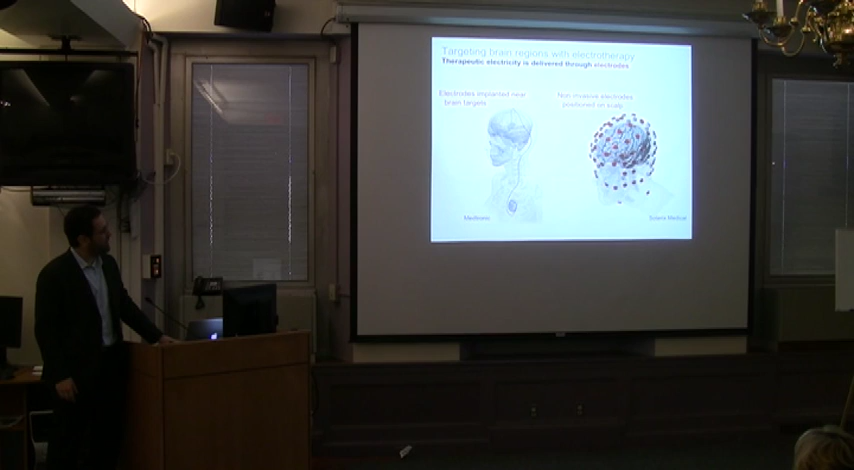 Targeting brain regions with electrotherapy
Therapeutic electricity is delivered through electrodes
Electrodes implanted near
brain targets
Non-invasive electrodes
positioned on scalp
Medtronic
Soterix Medical